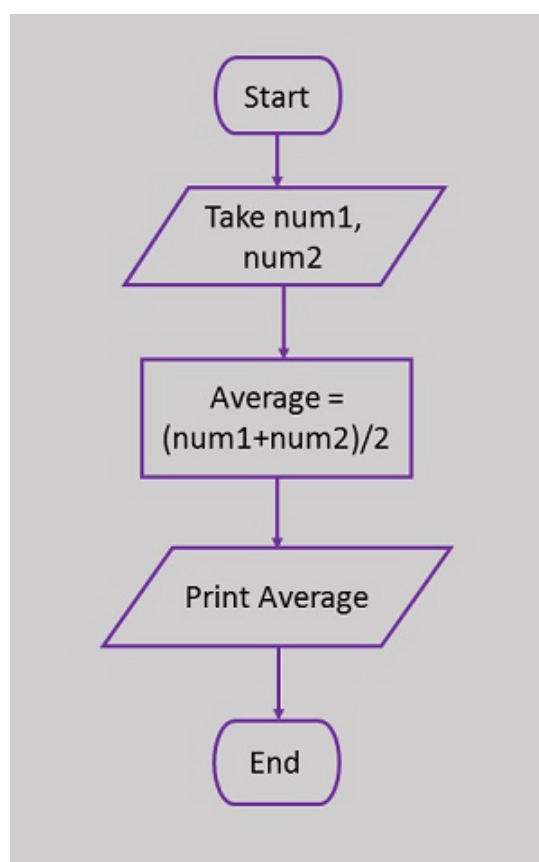 Start
Take num1,
num2
Average =
(num1+num2)/2
Print Average
End